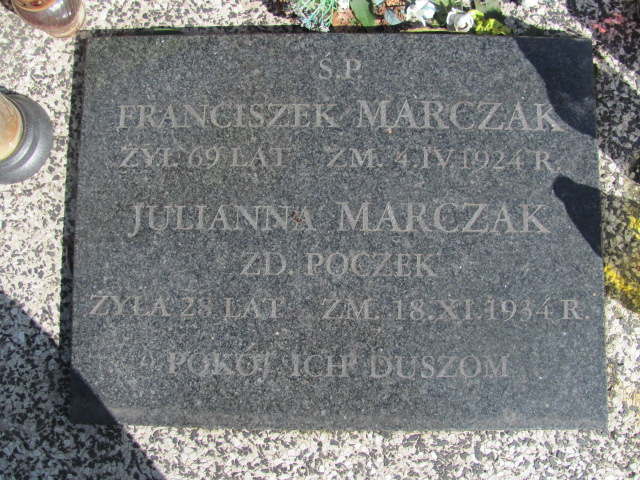 Ś.P.
FRANCISZEK MARCZAK
ŻYŁ 69 LAT ZM. 4.IV.1924 R.
JULIANNA MARCZAK
ZD. POCZEK
ŻYŁA 28 LAT ZM. 18.XI.1934 R.
POKÓJ ICH DUSZOM